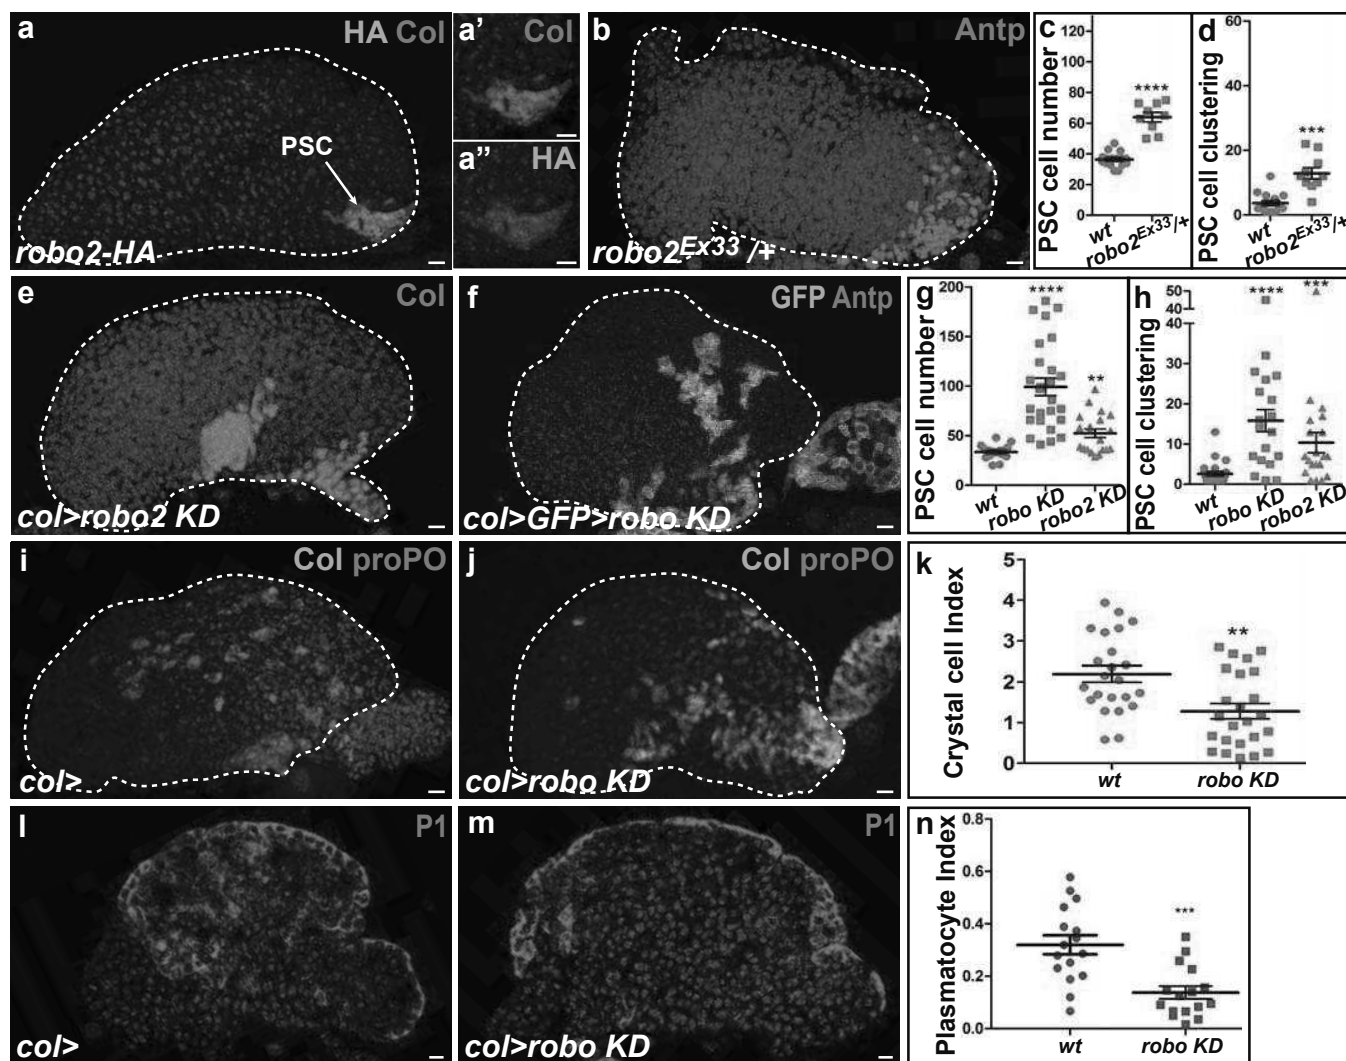 a
HA Col
PSC
robo2-HA
a'
Col
a''
HA
b
Antp
robo2Ex33/+
c
PSC cell number
120
100
80
60
40
20
0
****
wt
robo2Ex33/+
d
PSC cell clustering
60
40
20
0
***
wt
robo2Ex33/+
e
Col
col>robo2 KD
f
GFP Antp
col>GFP>robo KD
g
PSC cell number
200
150
100
50
0
****
**
wt
robo KD
robo2 KD
h
PSC cell clustering
50
40
40
30
20
10
0
****
***
wt
robo KD
robo2 KD
i
Col proPO
col>
j
Col proPO
col>robo KD
k
Crystal cell Index
5
4
3
2
1
0
**
wt
robo KD
l
P1
col>
m
P1
col>robo KD
n
Plasmatocyte Index
0.8
0.6
0.4
0.2
0.0
***
wt
robo KD